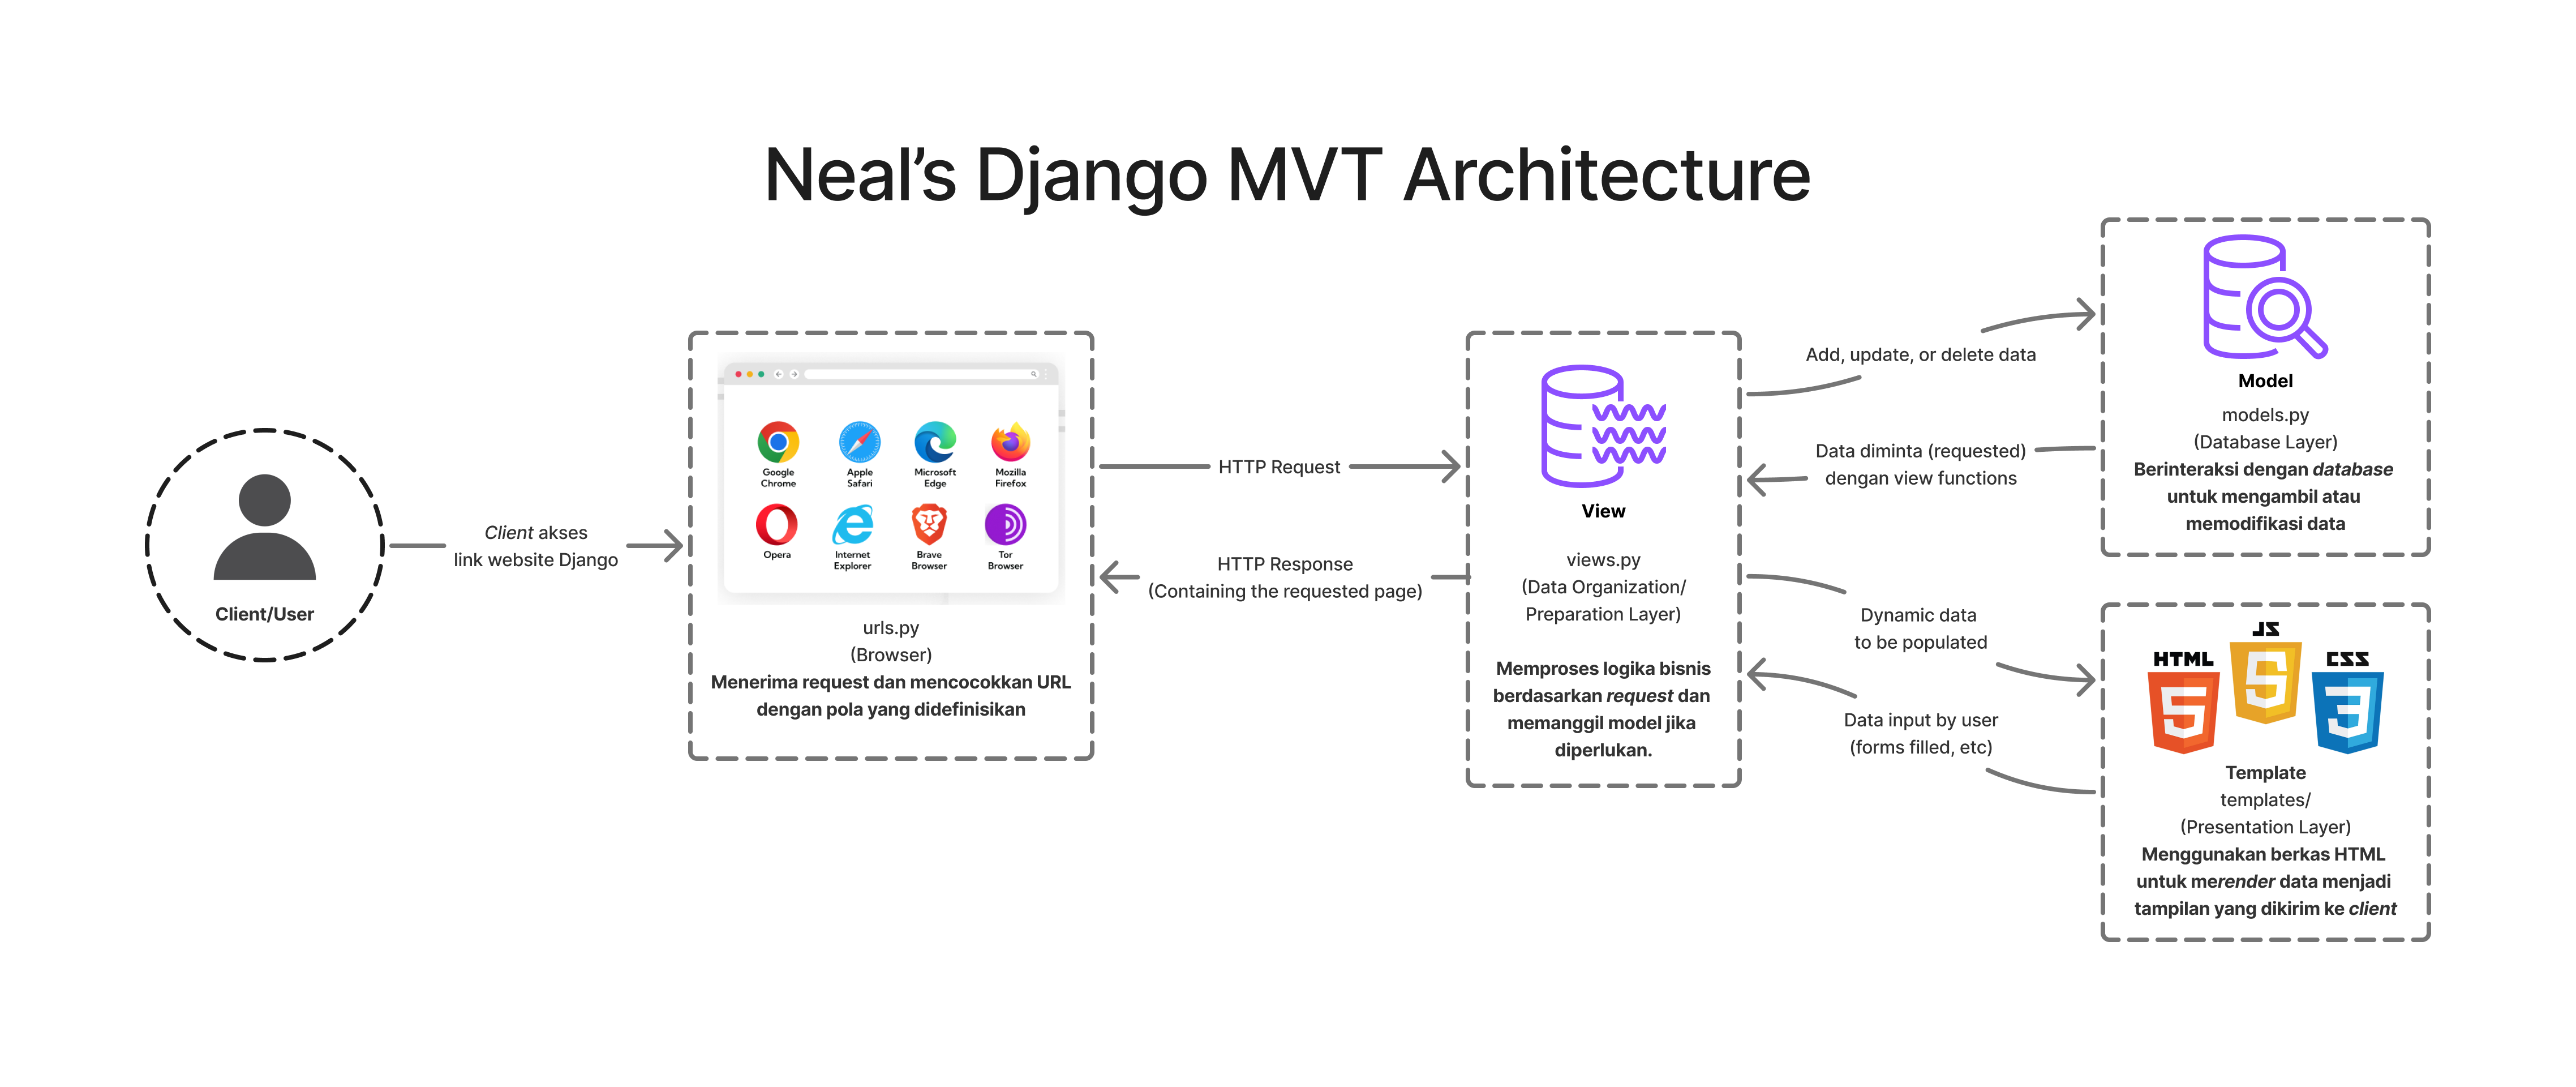 Neal’s Django MVT Architecture
Client/User
Client akses
link website Django
Google
Chrome
Apple
Safari
Microsoft
Edge
Mozilla
Firefox
Opera
Internet
Explorer
Brave
Browser
Tor
Browser
urls.py
(Browser)
Menerima request dan mencocokkan URL
dengan pola yang didefinisikan
HTTP Request
HTTP Response
(Containing the requested page)
View
views.py
(Data Organization/
Preparation Layer)
Memproses logika bisnis
berdasarkan request dan
memanggil model jika
diperlukan.
Add, update, or delete data
Data diminta (requested)
dengan view functions
Dynamic data
to be populated
Data input by user
(forms filled, etc)
Model
models.py
(Database Layer)
Berinteraksi dengan database
untuk mengambil atau
memodifikasi data
HTML
5
JS
5
CSS
3
Template
templates/
(Presentation Layer)
Menggunakan berkas HTML
untuk merender data menjadi
tampilan yang dikirim ke client